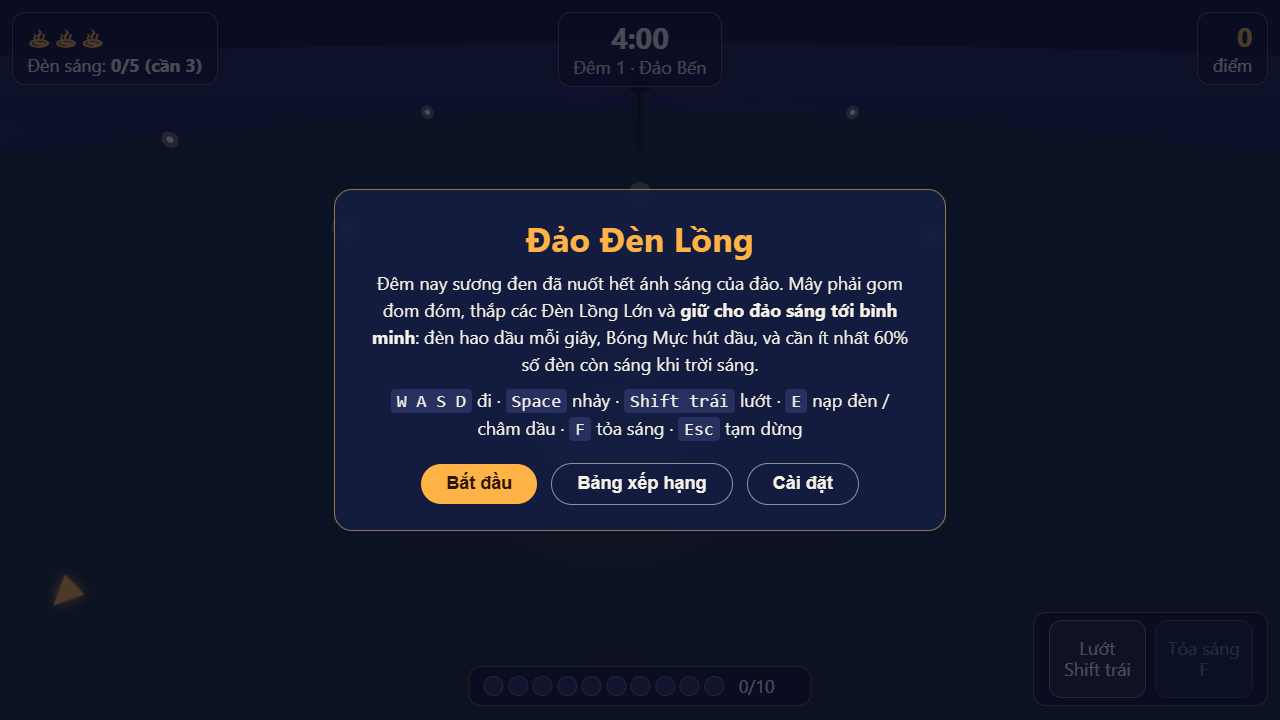 Đèn sáng: 0/5 (cần 3)
4:00
Đêm 1 · Đảo Bến
0
điểm
Đảo Đèn Lồng
Đêm nay sương đen đã nuốt hết ánh sáng của đảo. Mây phải gom
đom đóm, thắp các Đèn Lồng Lớn và giữ cho đảo sáng tới bình
minh: đèn hao dầu mỗi giây, Bóng Mực hút dầu, và cần ít nhất 60%
số đèn còn sáng khi trời sáng.
W A S D đi · Space nhảy · Shift trái lướt · E nạp đèn /
châm dầu · F tỏa sáng · Esc tạm dừng
Bắt đầu
Bảng xếp hạng
Cài đặt
Lướt
Shift trái
Tỏa sáng
F
0/10